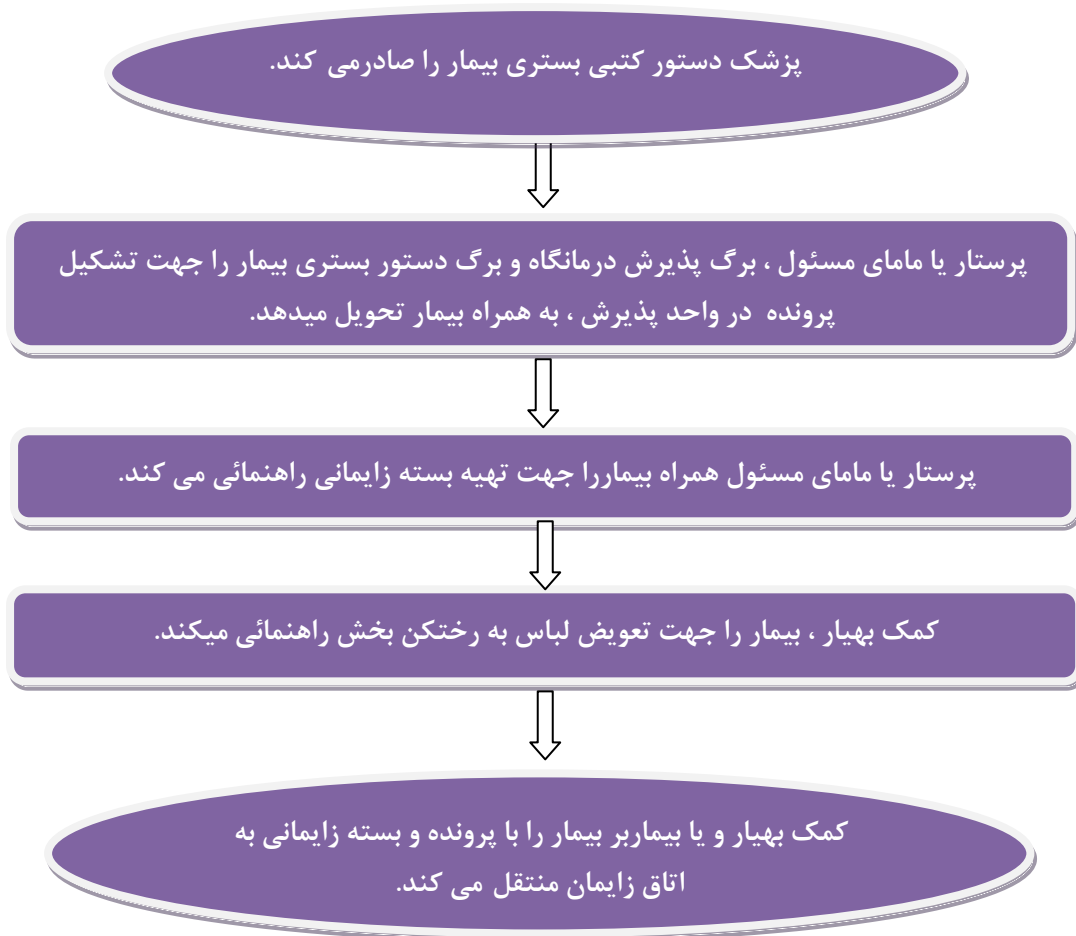 پزشک دستور کتبی بستری بیمار را صادرمی کند.
پرستار یا مامای مسئول ، برگ پذیرش درمانگاه و برگ دستور بستری بیمار را جهت تشکیل
پرونده در واحد پذیرش ، به همراه بیمار تحویل میدهد.
پرستار یا مامای مسئول همراه بیماررا جهت تهیه بسته زایمانی راهنمائی می کند.
کمک بهیار ، بیمار را جهت تعویض لباس به رختکن بخش راهنمائی میکند.
کمک بهیار و یا بیماربر بیمار را با پرونده و بسته زایمانی به
اتاق زایمان منتقل می کند.